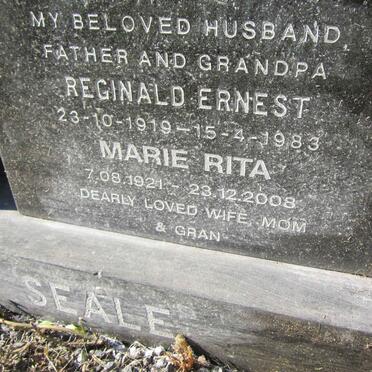 MY BELOVED HUSBAND,
FATHER AND GRANDPA
REGINALD ERNEST
23-10-1919-15-4-1983
MARIE RITA
7.08.1921 - 23.12.2008
DEARLY LOVED WIFE, MOM
& GRAN
SEALE